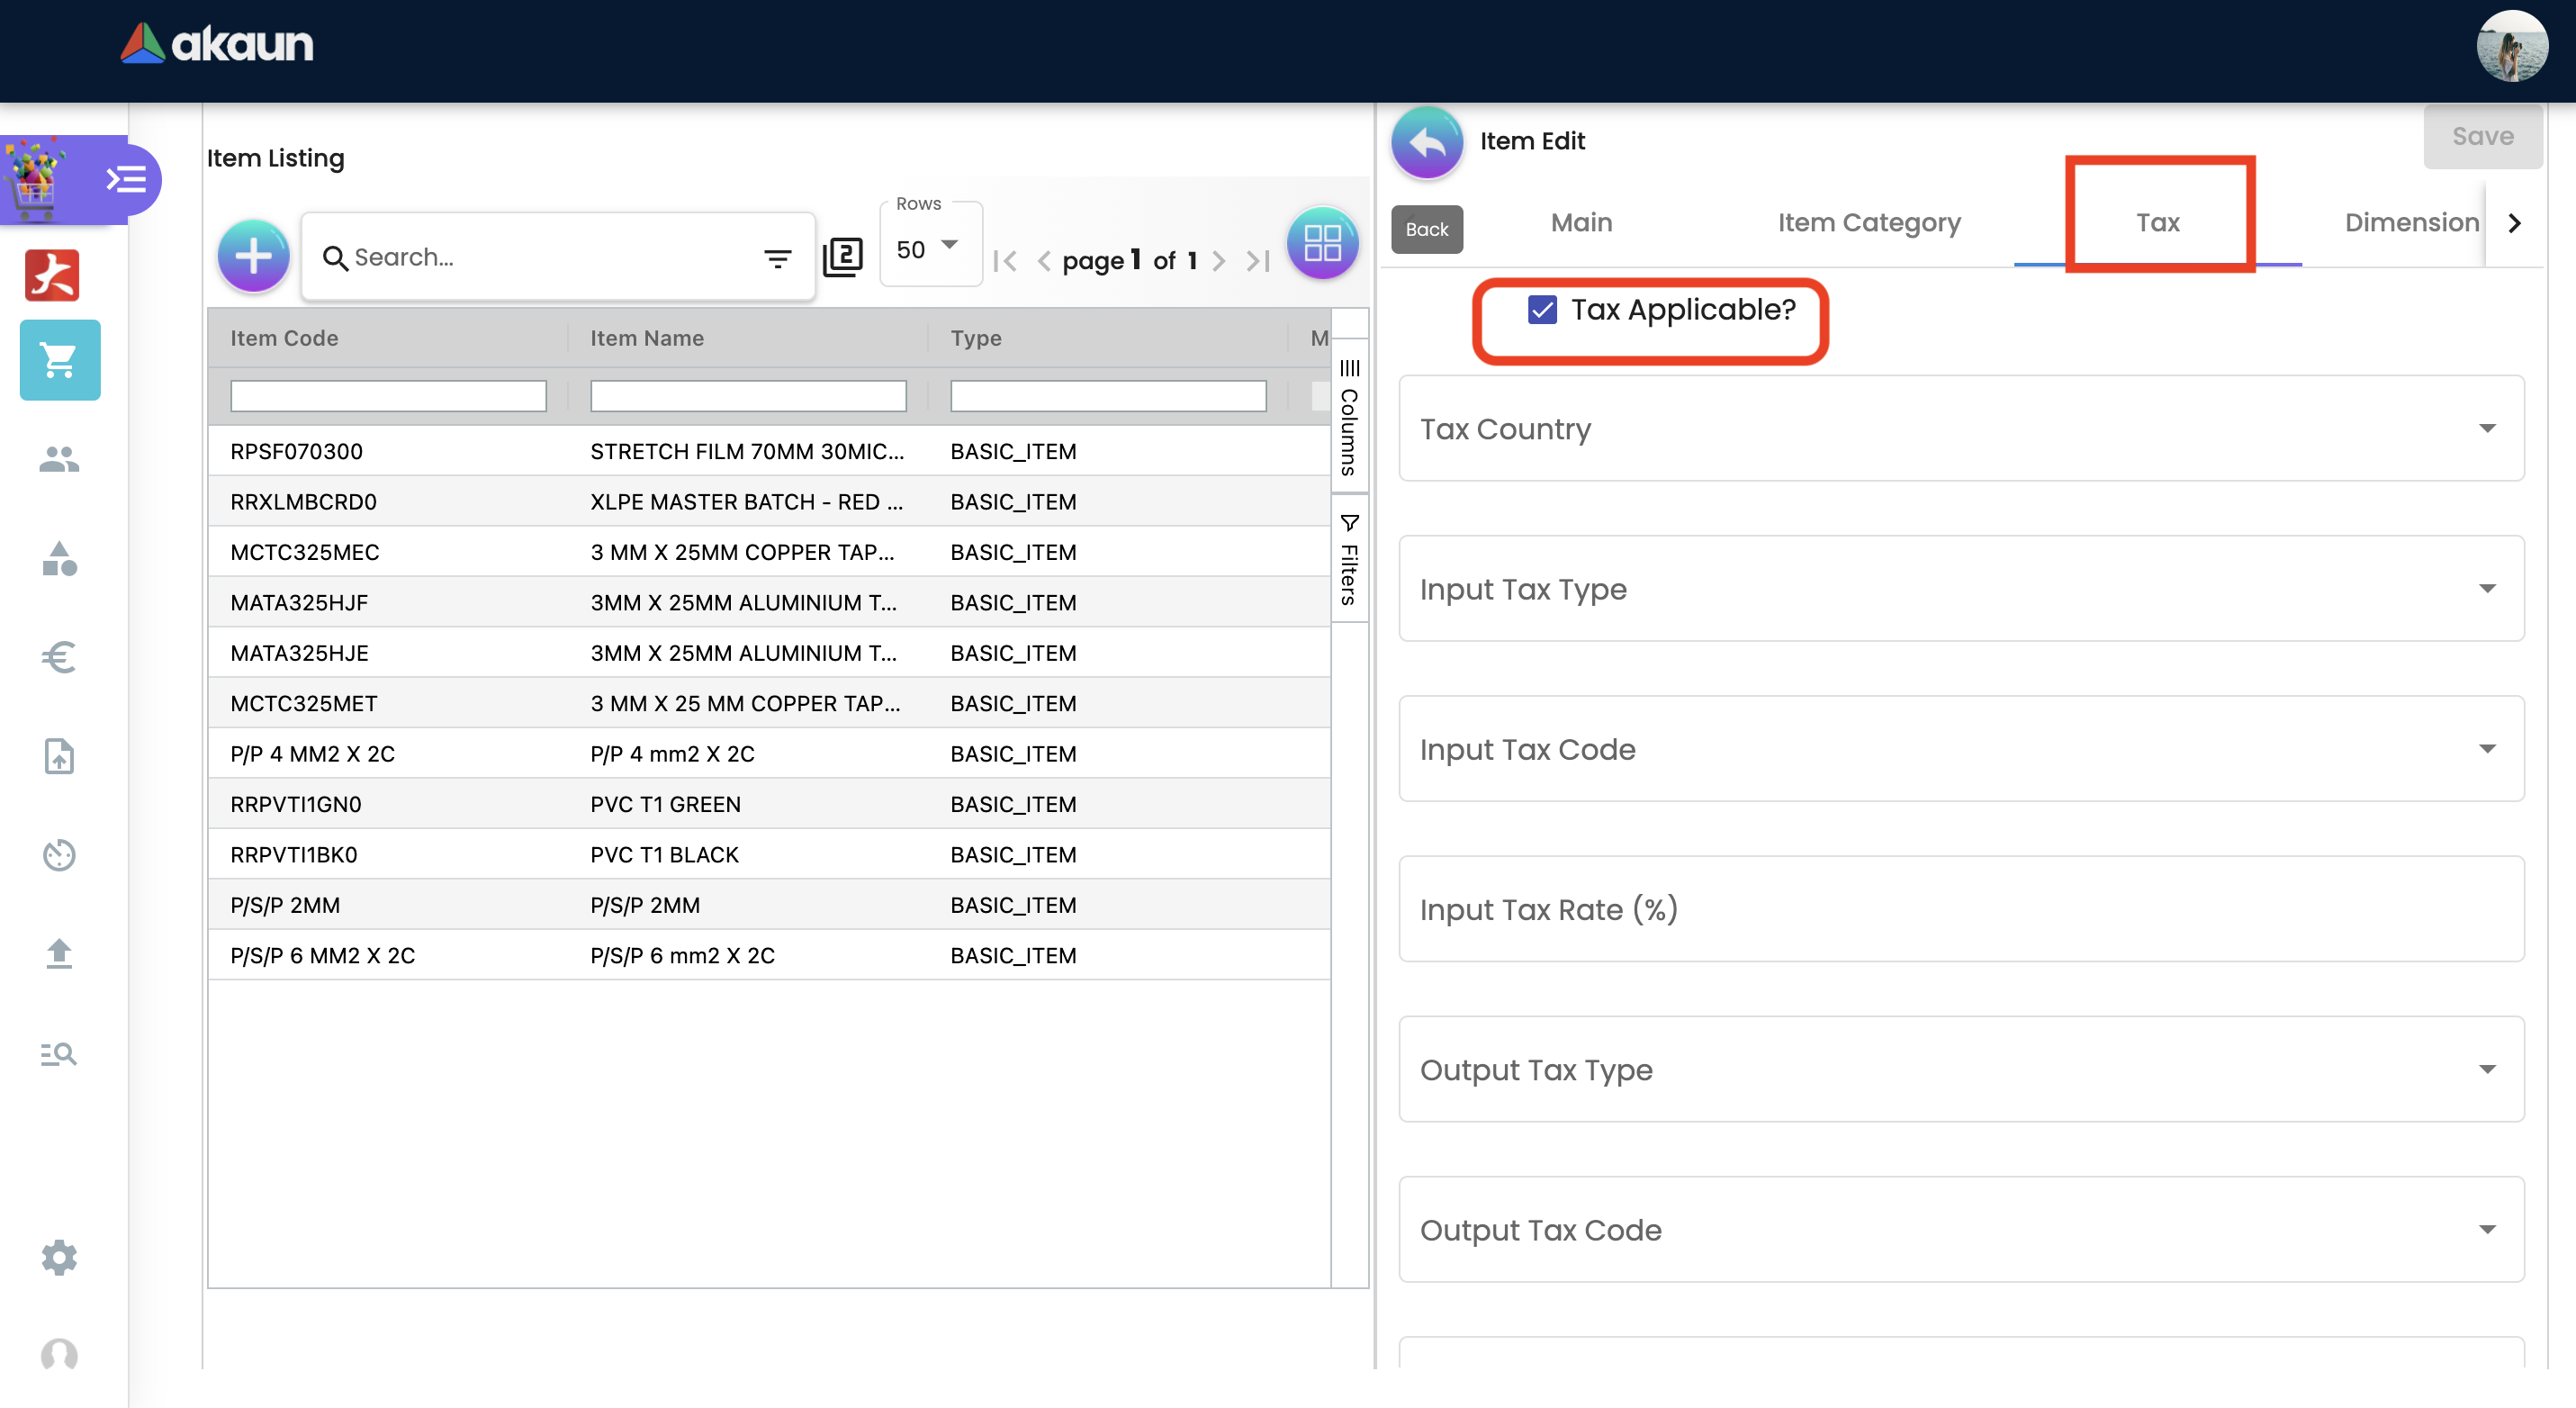 akaun
Item Listing
Search...
2
Rows
50
page 1 of 1
Item Code Item Name Type M
RPSF070300 STRETCH FILM 70MM 30MIC... BASIC_ITEM
RRXLMBCRD0 XLPE MASTER BATCH - RED ... BASIC_ITEM
MCTC325MEC 3 MM X 25MM COPPER TAP... BASIC_ITEM
MATA325HJF 3MM X 25MM ALUMINIUM T... BASIC_ITEM
MATA325HJE 3MM X 25MM ALUMINIUM T... BASIC_ITEM
MCTC325MET 3 MM X 25 MM COPPER TAP... BASIC_ITEM
P/P 4 MM2 X 2C P/P 4 mm2 X 2C BASIC_ITEM
RRPVTI1GN0 PVC T1 GREEN BASIC_ITEM
RRPVTI1BK0 PVC T1 BLACK BASIC_ITEM
P/S/P 2MM P/S/P 2MM BASIC_ITEM
P/S/P 6 MM2 X 2C P/S/P 6 mm2 X 2C BASIC_ITEM
Columns
Filters
Item Edit
Save
Back
Main Item Category Tax Dimension
Tax Applicable?
Tax Country
Input Tax Type
Input Tax Code
Input Tax Rate (%)
Output Tax Type
Output Tax Code